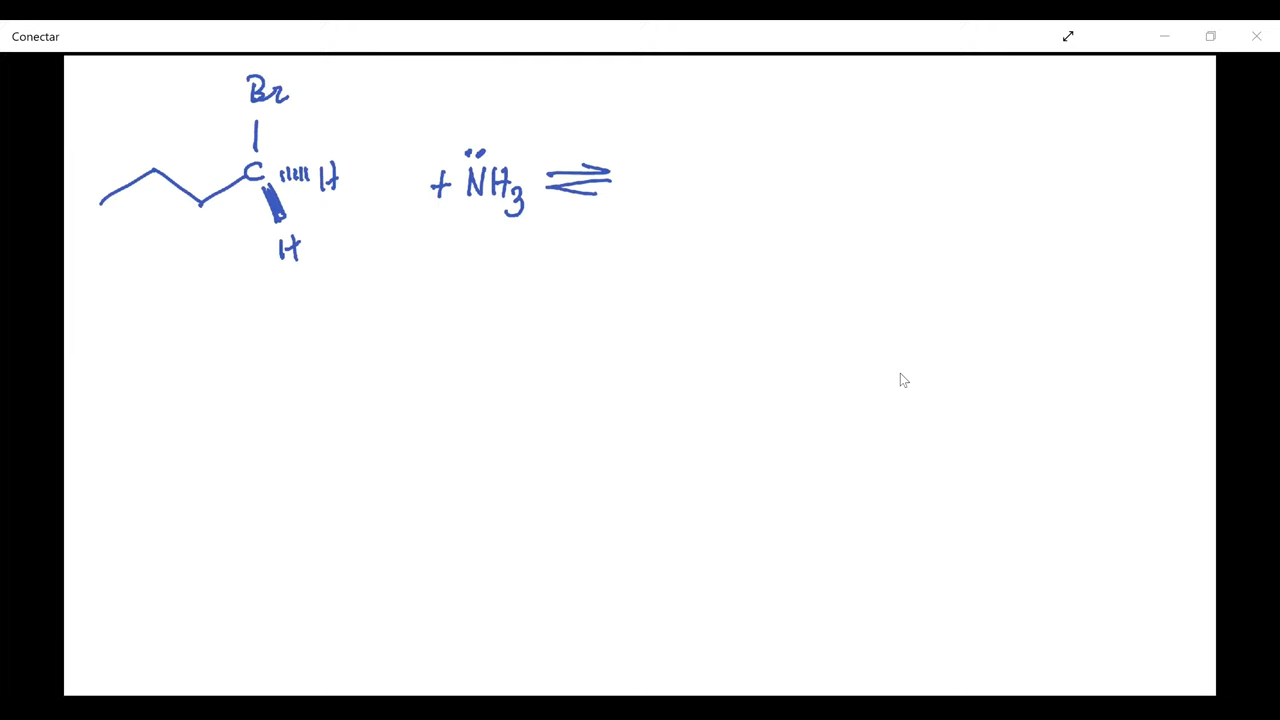 Conectar
Br
C H + NH3 ⇌
H